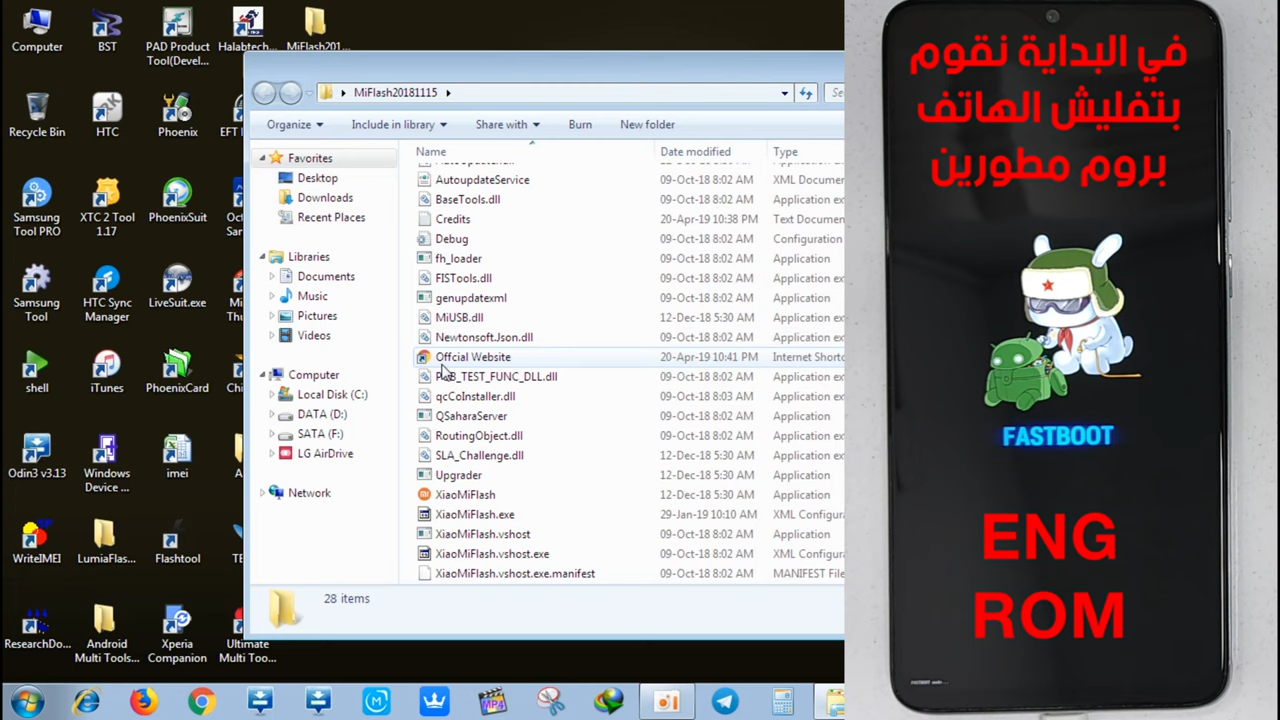 Computer
BST
PAD Product
Tool(Devel...
Halabtech...
MiFlash201...
Recycle Bin
HTC
Phoenix
EFT
Samsung
Tool PRO
XTC 2 Tool
1.17
PhoenixSuit
Samsung
Tool
HTC Sync
Manager
LiveSuit.exe
shell
iTunes
PhoenixCard
Odin3 v3.13
Windows
Device ...
imei
WriteIMEI
LumiaFlas...
Flashtool
ResearchDo...
Android
Multi Tools...
Xperia
Companion
Ultimate
Multi Too...
MiFlash20181115
Organize
Include in library
Share with
Burn
New folder
Favorites
Desktop
Downloads
Recent Places
Libraries
Documents
Music
Pictures
Videos
Computer
Local Disk (C:)
DATA (D:)
SATA (F:)
LG AirDrive
Network
Name
Date modified
Type
AutoupdateService
09-Oct-18 8:02 AM
XML Docume
BaseTools.dll
09-Oct-18 8:02 AM
Application ex
Credits
20-Apr-19 10:38 PM
Text Documen
Debug
09-Oct-18 8:02 AM
Configuration
fh_loader
09-Oct-18 8:02 AM
Application
FISTools.dll
09-Oct-18 8:02 AM
Application ex
genupdatexml
09-Oct-18 8:02 AM
Application
MiUSB.dll
12-Dec-18 5:30 AM
Application ex
Newtonsoft.Json.dll
09-Oct-18 8:02 AM
Application ex
Offcial Website
20-Apr-19 10:41 PM
Internet Shortc
_TEST_FUNC_DLL.dll
09-Oct-18 8:02 AM
Application ex
qcCoInstaller.dll
09-Oct-18 8:03 AM
Application ex
QSaharaServer
09-Oct-18 8:02 AM
Application
RoutingObject.dll
09-Oct-18 8:02 AM
Application ex
SLA_Challenge.dll
12-Dec-18 5:30 AM
Application ex
Upgrader
12-Dec-18 5:30 AM
Application
XiaoMiFlash
12-Dec-18 5:30 AM
Application
XiaoMiFlash.exe
29-Jan-19 10:10 AM
XML Configura
XiaoMiFlash.vshost
09-Oct-18 8:02 AM
Application
XiaoMiFlash.vshost.exe
09-Oct-18 8:02 AM
XML Configura
XiaoMiFlash.vshost.exe.manifest
09-Oct-18 8:02 AM
MANIFEST File
28 items
في البداية نقوم
بتفليش الهاتف
بروم مطورين
FASTBOOT
ENG
ROM